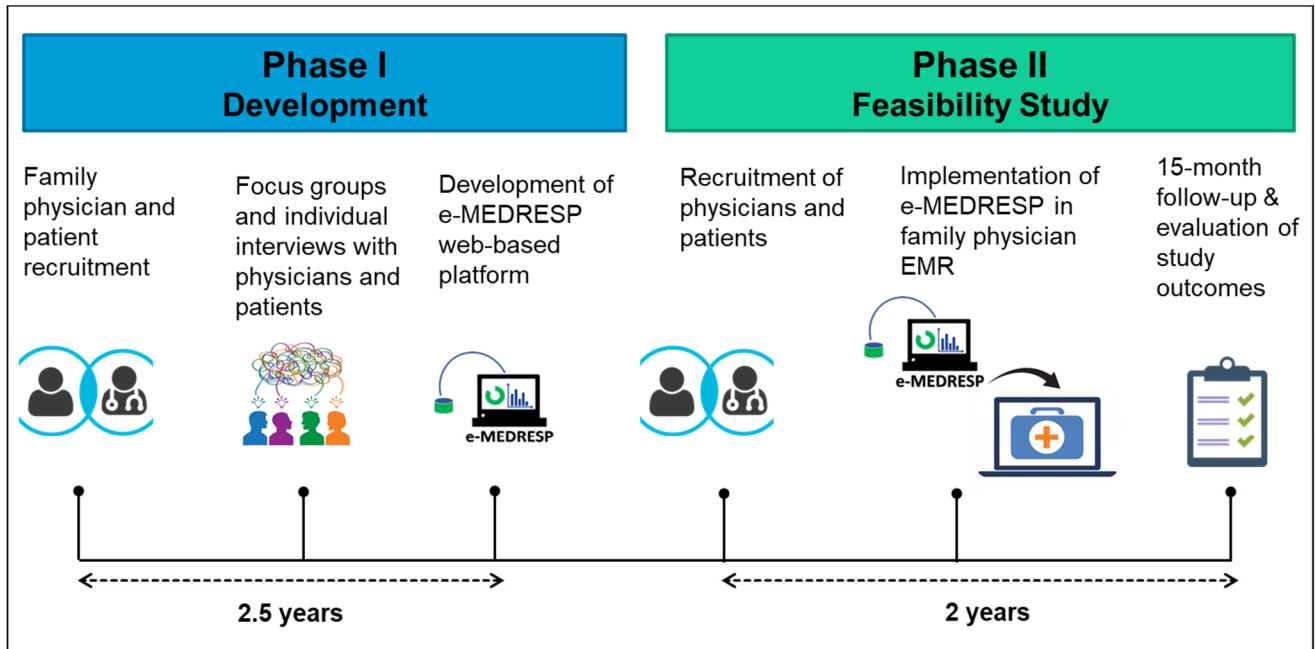 Phase I
Development
Phase II
Feasibility Study
Family
physician and
patient
recruitment
Focus groups
and individual
interviews with
physicians and
patients
Development of
e-MEDRESP
web-based
platform
Recruitment of
physicians and
patients
Implementation of
e-MEDRESP in
family physician
EMR
15-month
follow-up &
evaluation of
study
outcomes
e-MEDRESP
e-MEDRESP
2.5 years
2 years